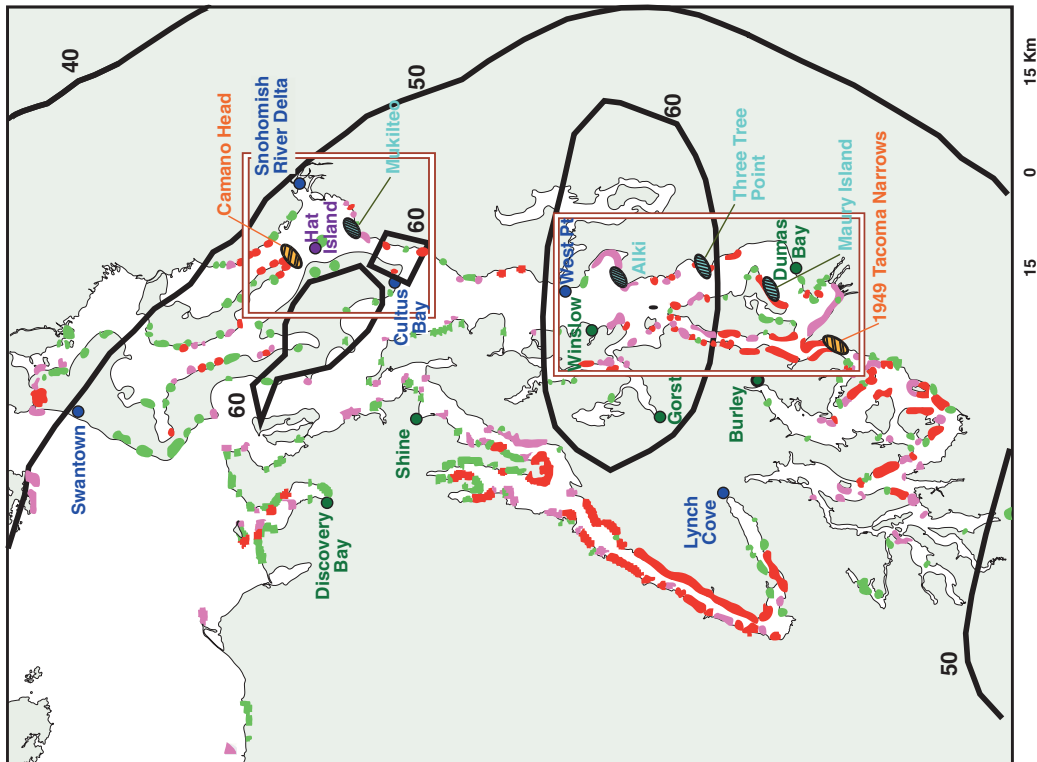 40
50
60
60
60
50
Camano Head
Snohomish
River Delta
Mukilteo
Hat
Island
Cultus
Bay
Swantown
Discovery
Bay
Shine
West Pt
Winslow
Alki
Three Tree
Point
Maury Island
Dumas
Bay
1949 Tacoma Narrows
Gorst
Burley
Lynch
Cove
15
0
15 Km